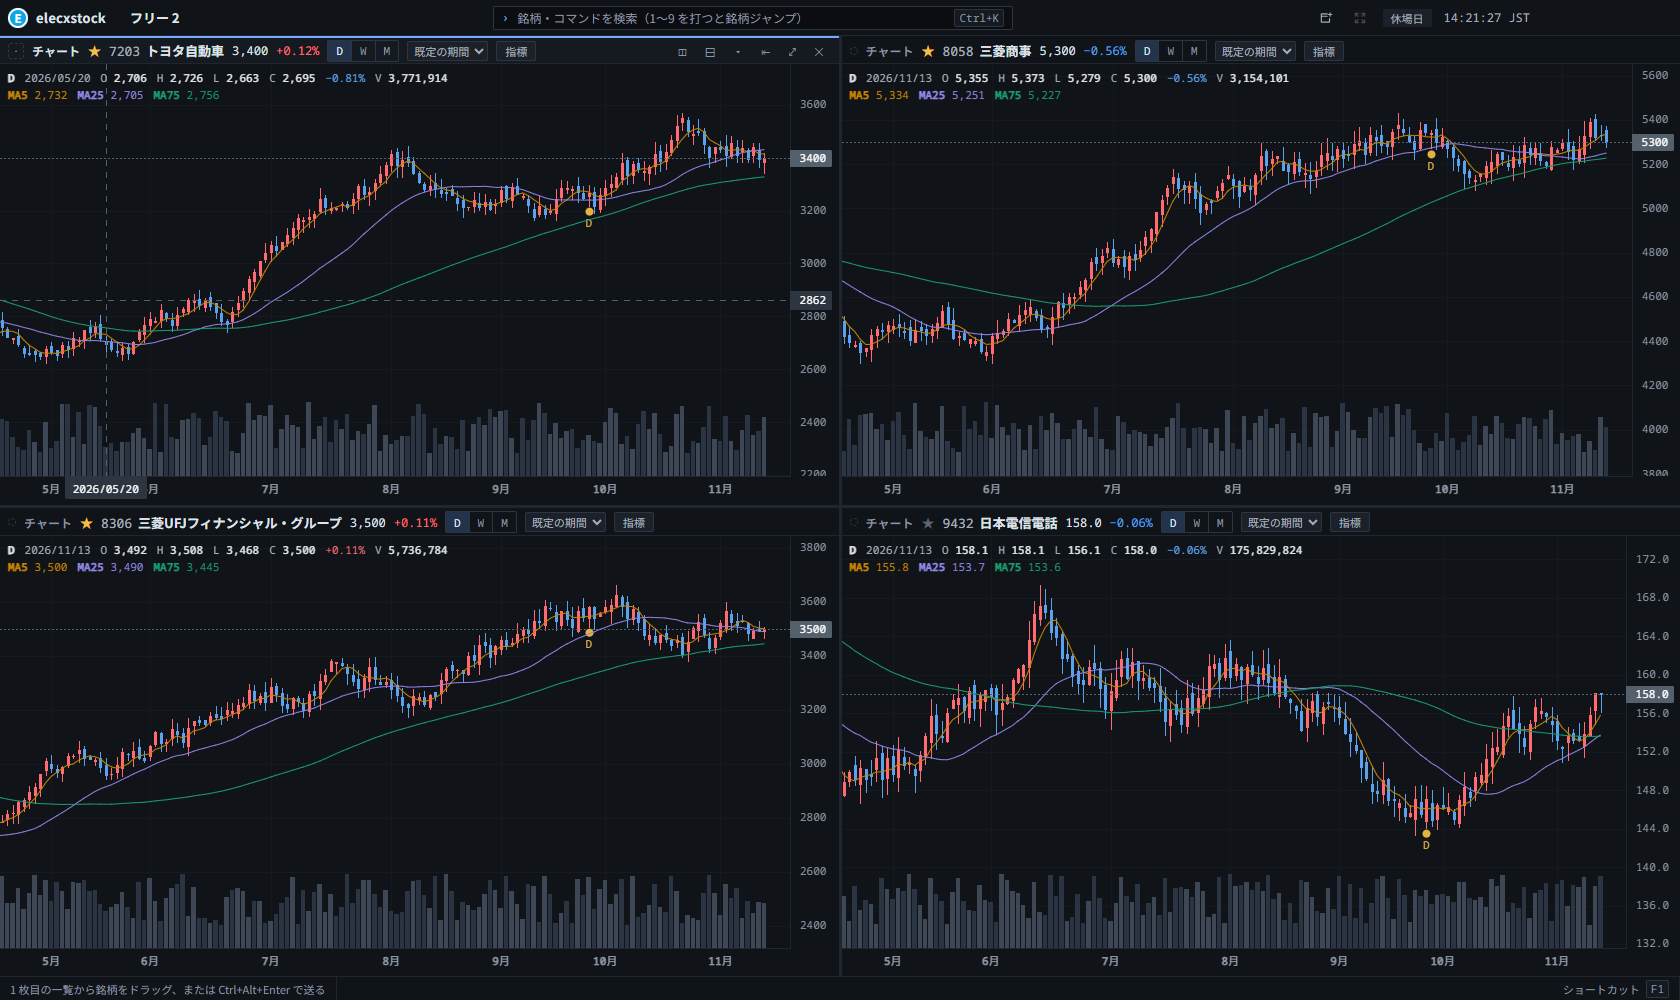 elecxstock フリー 2 › 銘柄・コマンドを検索（1〜9 を打つと銘柄ジャンプ） Ctrl+K 休場日 14:21:27 JST
チャート ★ 7203 トヨタ自動車 3,400 +0.12% D W M 既定の期間 指標
D 2026/05/20 O 2,706 H 2,726 L 2,663 C 2,695 -0.81% V 3,771,914
MA5 2,732 MA25 2,705 MA75 2,756
3600
3400
3200
3000
2862
2800
2600
2400
2200
D
5月 2026/05/20 月 7月 8月 9月 10月 11月
チャート ★ 8058 三菱商事 5,300 -0.56% D W M 既定の期間 指標
D 2026/11/13 O 5,355 H 5,373 L 5,279 C 5,300 -0.56% V 3,154,101
MA5 5,334 MA25 5,251 MA75 5,227
5600
5400
5300
5200
5000
4800
4600
4400
4200
4000
3800
D
5月 6月 7月 8月 9月 10月 11月
チャート ★ 8306 三菱UFJフィナンシャル・グループ 3,500 +0.11% D W M 既定の期間 指標
D 2026/11/13 O 3,492 H 3,508 L 3,468 C 3,500 +0.11% V 5,736,784
MA5 3,500 MA25 3,490 MA75 3,445
3800
3600
3500
3400
3200
3000
2800
2600
2400
D
5月 6月 7月 8月 9月 10月 11月
チャート ★ 9432 日本電信電話 158.0 -0.06% D W M 既定の期間 指標
D 2026/11/13 O 158.1 H 158.1 L 156.1 C 158.0 -0.06% V 175,829,824
MA5 155.8 MA25 153.7 MA75 153.6
172.0
168.0
164.0
160.0
158.0
156.0
152.0
148.0
144.0
140.0
136.0
132.0
D
5月 6月 7月 8月 9月 10月 11月
1 枚目の一覧から銘柄をドラッグ、または Ctrl+Alt+Enter で送る ショートカット F1